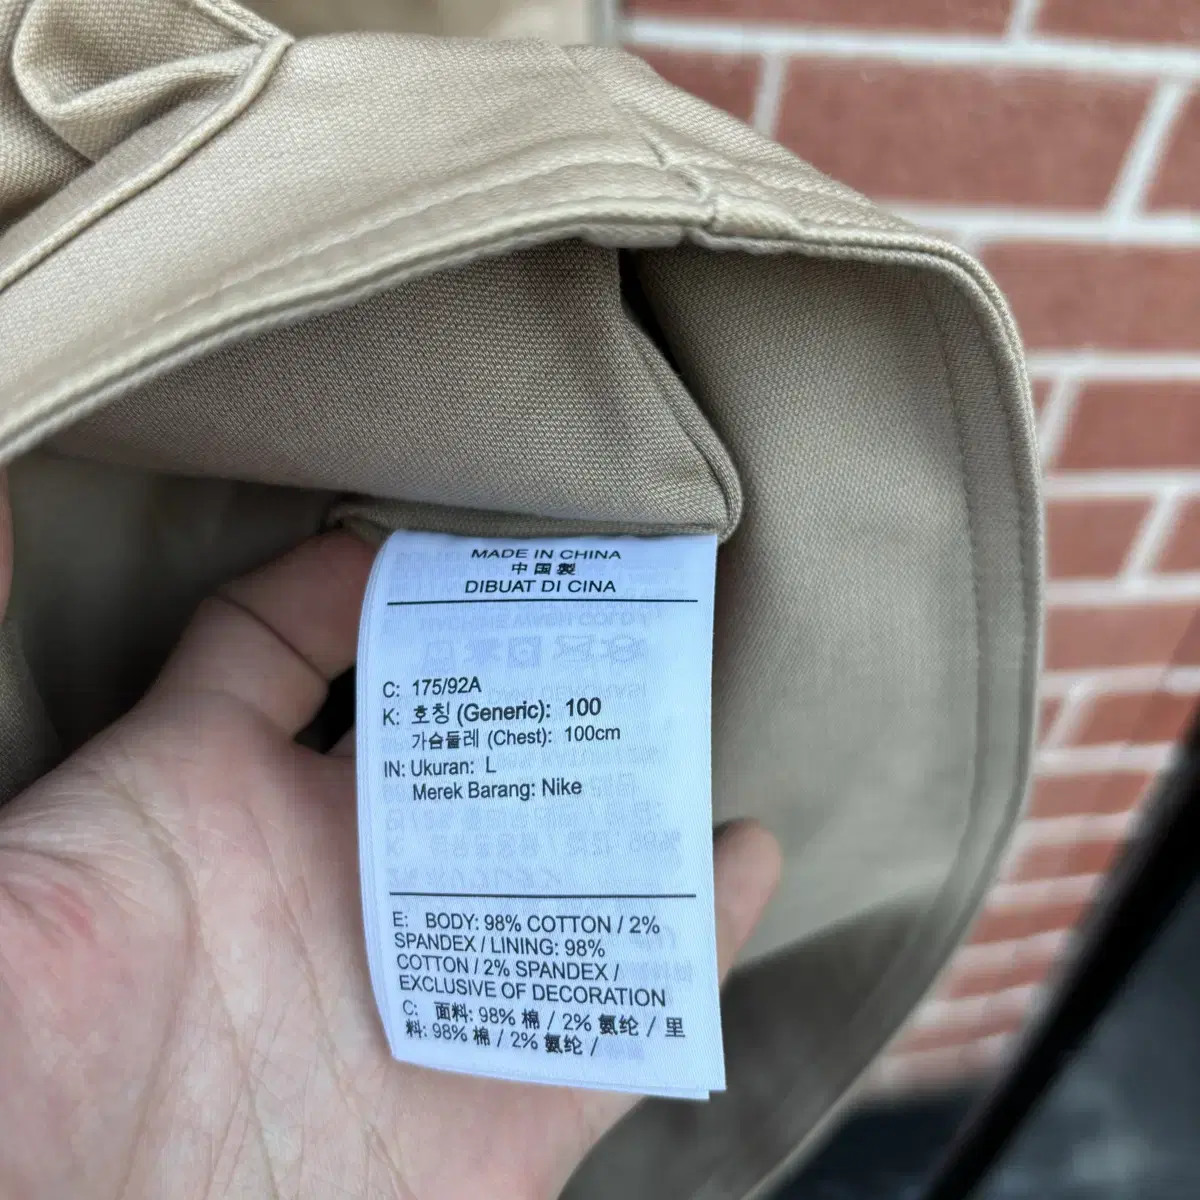 MADE IN CHINA
中国製
DIBUAT DI CINA
C: 175/92A
K: 호칭 (Generic): 100
가슴둘레 (Chest): 100cm
IN: Ukuran: L
Merek Barang: Nike
E: BODY: 98% COTTON / 2%
SPANDEX / LINING: 98%
COTTON / 2% SPANDEX /
EXCLUSIVE OF DECORATION
C: 面料: 98% 棉 / 2% 氨纶 / 里
料: 98% 棉 / 2% 氨纶 /